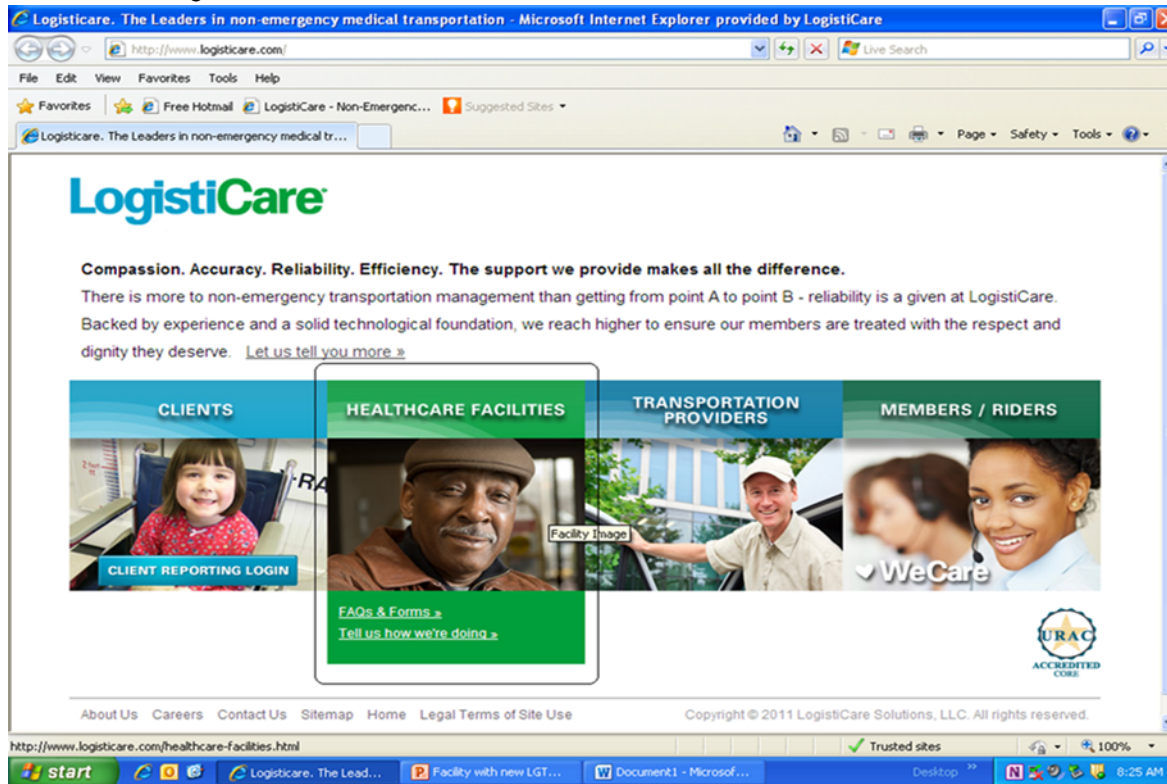 Logisticare. The Leaders in non-emergency medical transportation - Microsoft Internet Explorer provided by LogistiCare
http://www.logisticare.com/
Live Search
File Edit View Favorites Tools Help
Favorites Free Hotmail LogistiCare - Non-Emergenc... Suggested Sites
Logisticare. The Leaders in non-emergency medical tr...
Page Safety Tools
LogistiCare
Compassion. Accuracy. Reliability. Efficiency. The support we provide makes all the difference.
There is more to non-emergency transportation management than getting from point A to point B - reliability is a given at LogistiCare.
Backed by experience and a solid technological foundation, we reach higher to ensure our members are treated with the respect and
dignity they deserve. Let us tell you more »
CLIENTS
HEALTHCARE FACILITIES
TRANSPORTATION
PROVIDERS
MEMBERS / RIDERS
Facility Image
CLIENT REPORTING LOGIN
WeCare
FAQs & Forms »
Tell us how we're doing »
URAC
ACCREDITED
CORE
About Us Careers Contact Us Sitemap Home Legal Terms of Site Use
Copyright © 2011 LogistiCare Solutions, LLC. All rights reserved.
http://www.logisticare.com/healthcare-facilities.html
Trusted sites
100%
start
Logisticare. The Lead...
Facility with new LGT...
Document1 - Microsof...
Desktop »
8:25 AM